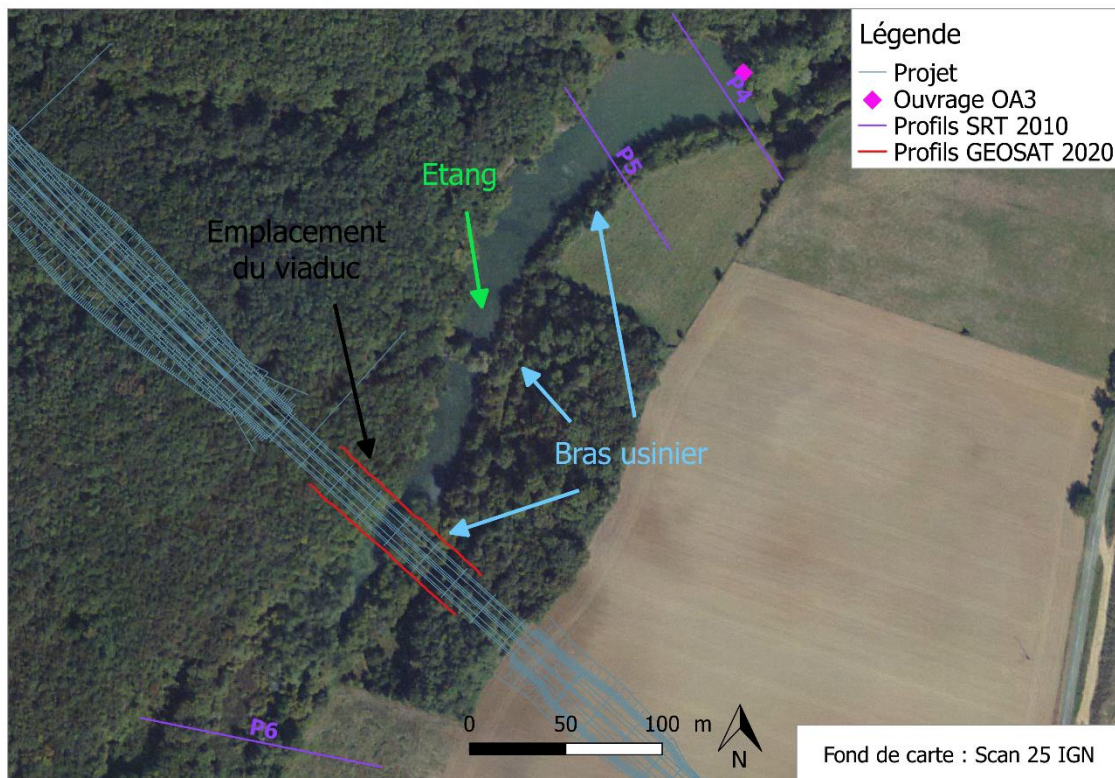 Légende
Projet
Ouvrage OA3
Profils SRT 2010
Profils GEOSAT 2020
P4
P5
Etang
Emplacement
du viaduc
Bras usinier
P6
0 50 100 m
N
Fond de carte : Scan 25 IGN